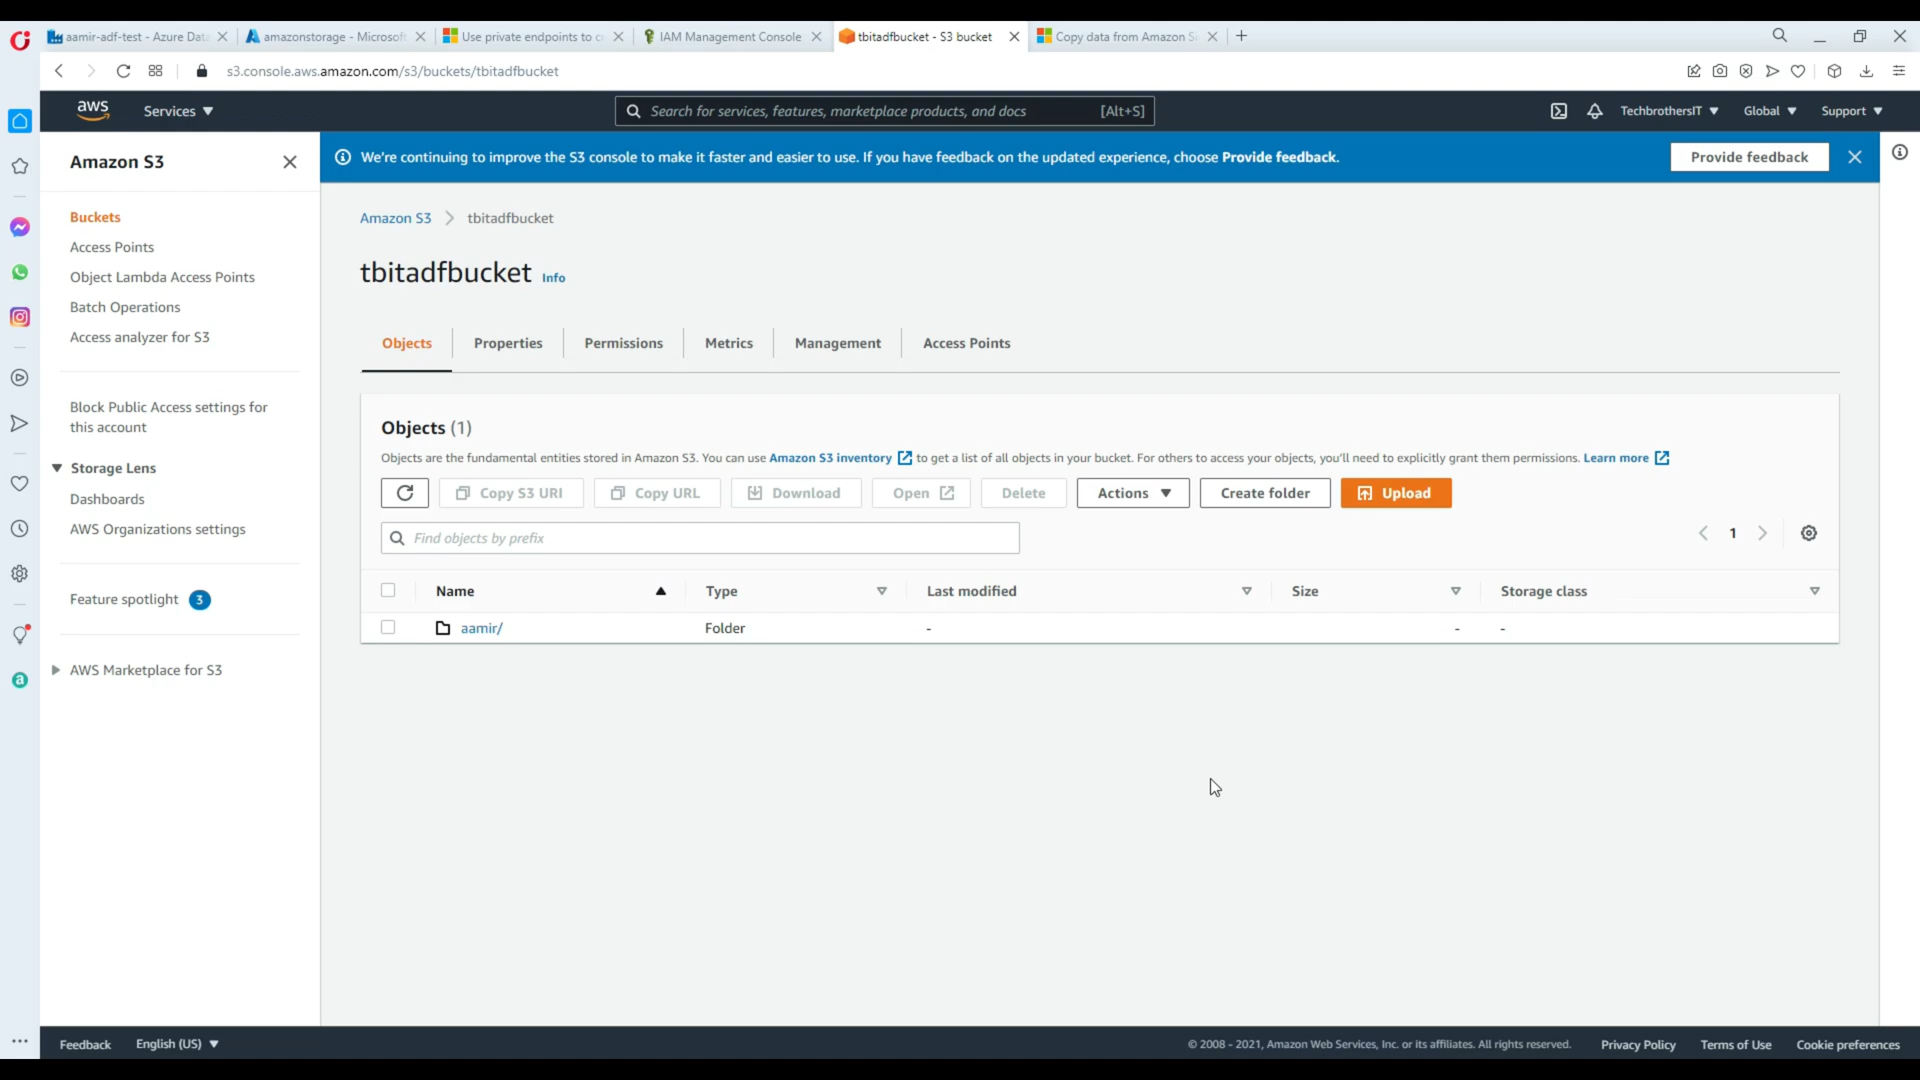 aamir-adf-test - Azure Data
amazonstorage - Microsoft
Use private endpoints to c
IAM Management Console
tbitadfbucket - S3 bucket
Copy data from Amazon S
s3.console.aws.amazon.com/s3/buckets/tbitadfbucket
aws
Services ▼
Search for services, features, marketplace products, and docs
[Alt+S]
TechbrothersIT ▼
Global ▼
Support ▼
Amazon S3
We're continuing to improve the S3 console to make it faster and easier to use. If you have feedback on the updated experience, choose Provide feedback.
Provide feedback
Buckets
Access Points
Object Lambda Access Points
Batch Operations
Access analyzer for S3
Block Public Access settings for
this account
Storage Lens
Dashboards
AWS Organizations settings
Feature spotlight 3
AWS Marketplace for S3
Amazon S3 > tbitadfbucket
tbitadfbucket Info
Objects
Properties
Permissions
Metrics
Management
Access Points
Objects (1)
Objects are the fundamental entities stored in Amazon S3. You can use Amazon S3 inventory to get a list of all objects in your bucket. For others to access your objects, you'll need to explicitly grant them permissions. Learn more
Copy S3 URI
Copy URL
Download
Open
Delete
Actions ▼
Create folder
Upload
Find objects by prefix
1
Name
Type
Last modified
Size
Storage class
aamir/
Folder
-
-
-
Feedback
English (US) ▼
© 2008 - 2021, Amazon Web Services, Inc. or its affiliates. All rights reserved.
Privacy Policy
Terms of Use
Cookie preferences